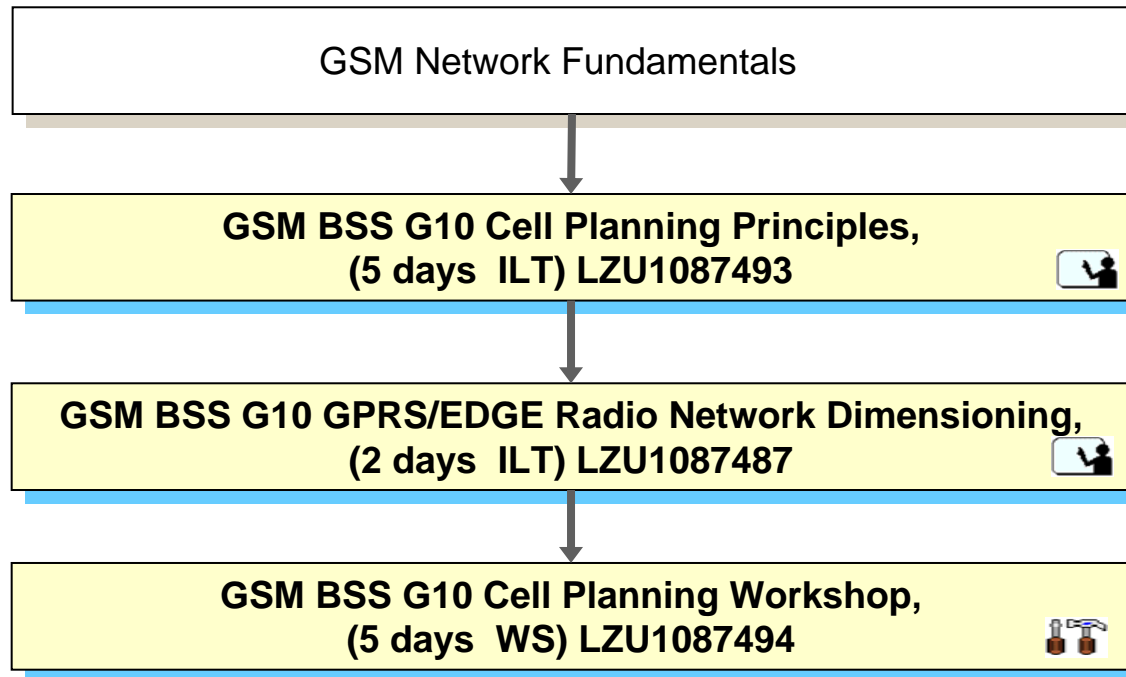 GSM Network Fundamentals
GSM BSS G10 Cell Planning Principles,
(5 days  ILT) LZU1087493
GSM BSS G10 GPRS/EDGE Radio Network Dimensioning,
(2 days  ILT) LZU1087487
GSM BSS G10 Cell Planning Workshop,
(5 days  WS) LZU1087494